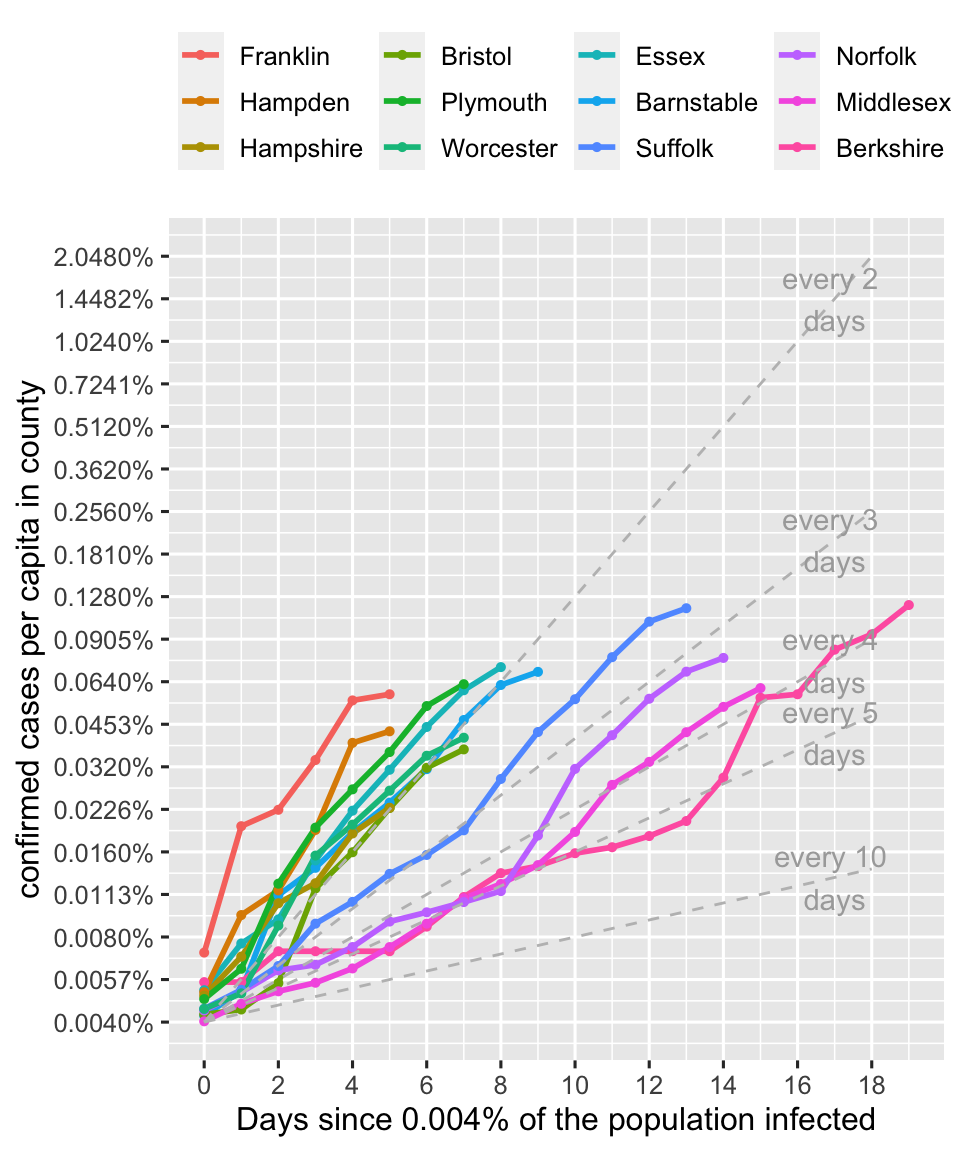 Franklin Bristol Essex Norfolk
Hampden Plymouth Barnstable Middlesex
Hampshire Worcester Suffolk Berkshire
2.0480%
1.4482%
1.0240%
0.7241%
0.5120%
0.3620%
0.2560%
0.1810%
0.1280%
0.0905%
0.0640%
0.0453%
0.0320%
0.0226%
0.0160%
0.0113%
0.0080%
0.0057%
0.0040%
confirmed cases per capita in county
every 2
days
every 3
days
every 4
days
every 5
days
every 10
days
0 2 4 6 8 10 12 14 16 18
Days since 0.004% of the population infected